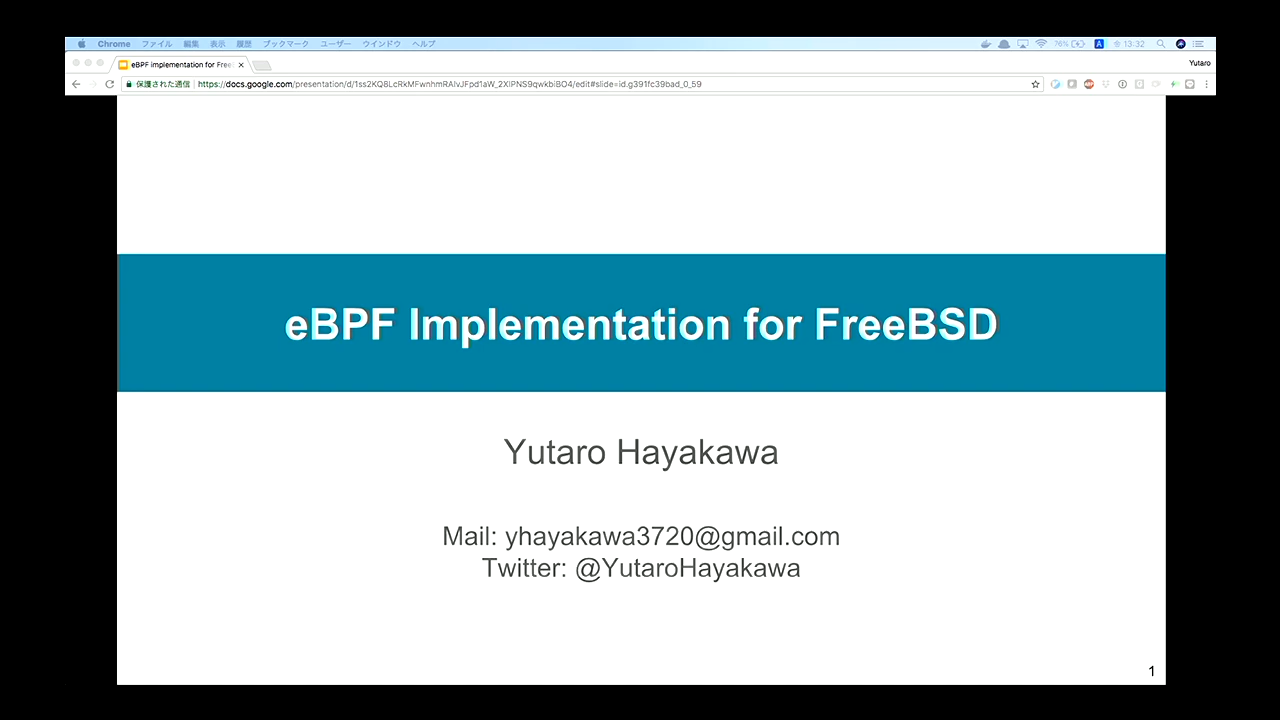 Chrome ファイル 編集 表示 履歴 ブックマーク ユーザー ウインドウ ヘルプ 76% A 13:32
eBPF implementation for Free Yutaro
保護された通信 https://docs.google.com/presentation/d/1ss2KQ8LcRkMFwnhmRAIvJFpd1aW_2XIPNS9qwkbiBO4/edit#slide=id.g391fc39bad_0_59
eBPF Implementation for FreeBSD
Yutaro Hayakawa
Mail: yhayakawa3720@gmail.com
Twitter: @YutaroHayakawa
1